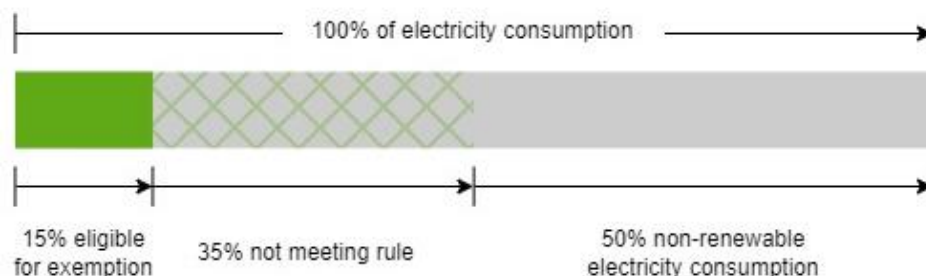 100% of electricity consumption
15% eligible
for exemption
35% not meeting rule
50% non-renewable
electricity consumption